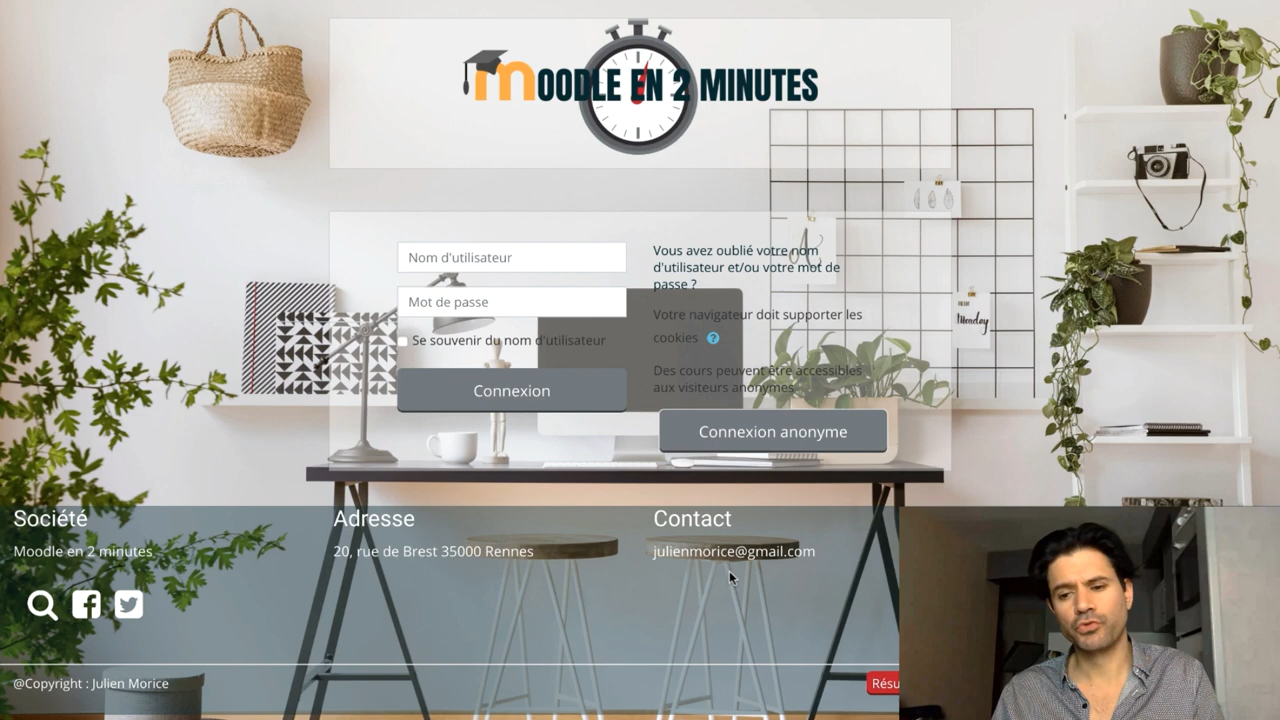 mOODLE EN 2 MINUTES
Nom d'utilisateur
Mot de passe
Se souvenir du nom d'utilisateur
Connexion
Vous avez oublié votre nom
d'utilisateur et/ou votre mot de
passe ?
Votre navigateur doit supporter les
cookies ?
Des cours peuvent être accessibles
aux visiteurs anonymes
Connexion anonyme
Monday
Société
Moodle en 2 minutes
Adresse
20, rue de Brest 35000 Rennes
Contact
julienmorice@gmail.com
@Copyright : Julien Morice
Résu